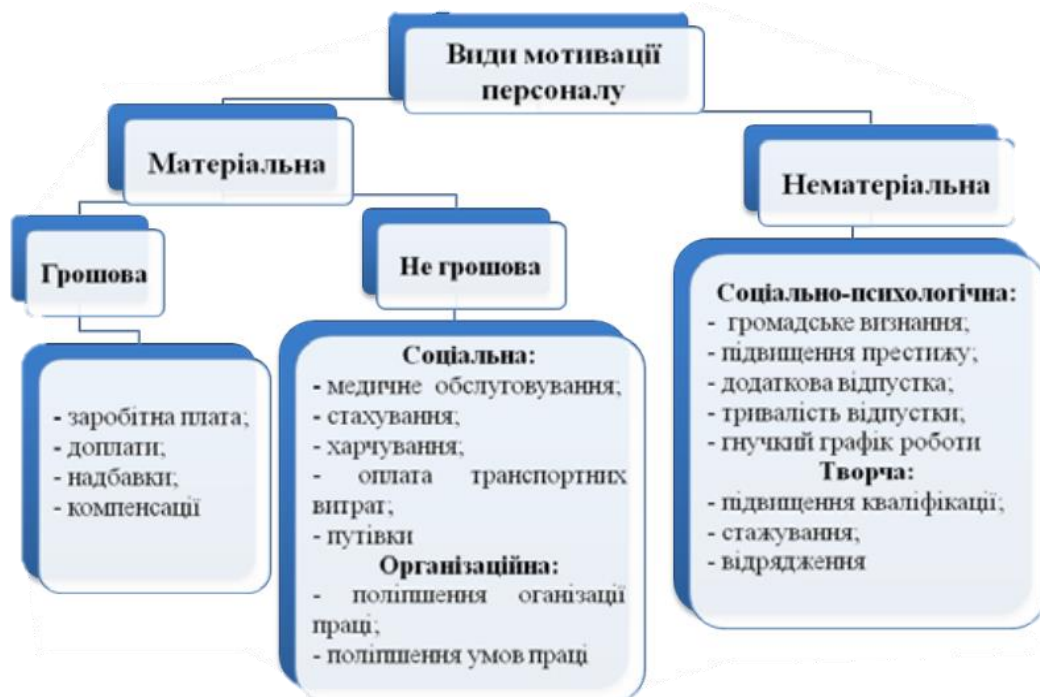 Види мотивації
персоналу
Матеріальна
Нематеріальна
Грошова
Не грошова
- заробітна плата;
- доплати;
- надбавки;
- компенсації
Соціальна:
- медичне обслуговування;
- стахування;
- харчування;
- оплата транспортних
витрат;
- путівки
Організаційна:
- поліпшення оганізації
праці;
- поліпшення умов праці
Соціально-психологічна:
- громадське визнання;
- підвищення престижу;
- додаткова відпустка;
- тривалість відпустки;
- гнучкий графік роботи
Творча:
- підвищення кваліфікації;
- стажування;
- відрядження